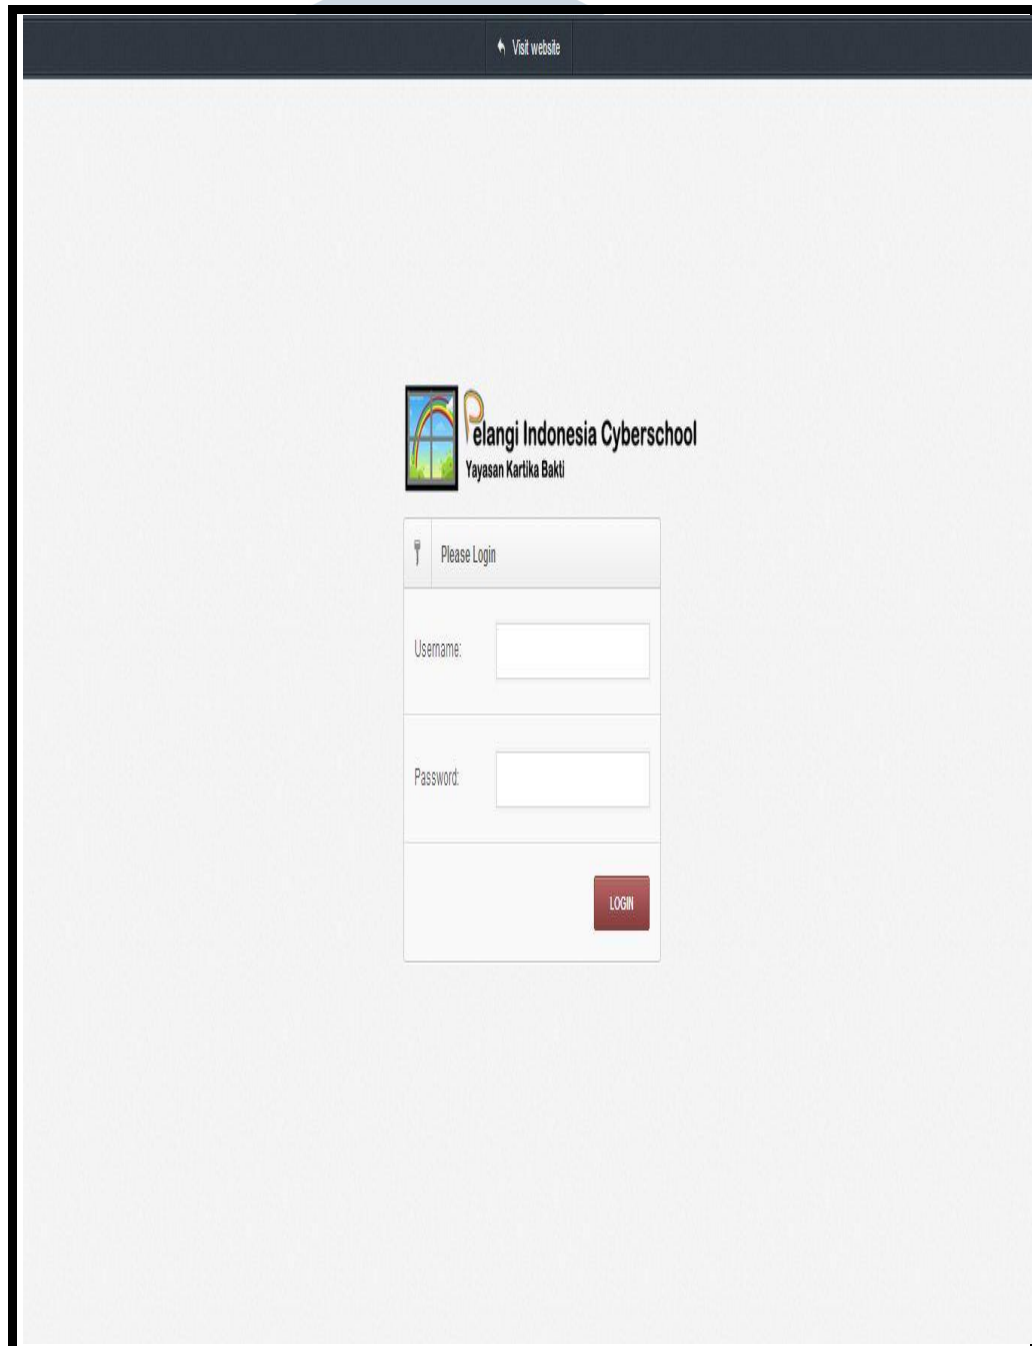 Visit website
Pelangi Indonesia Cyberschool
Yayasan Kartika Bakti
Please Login
Username:
Password:
LOGIN